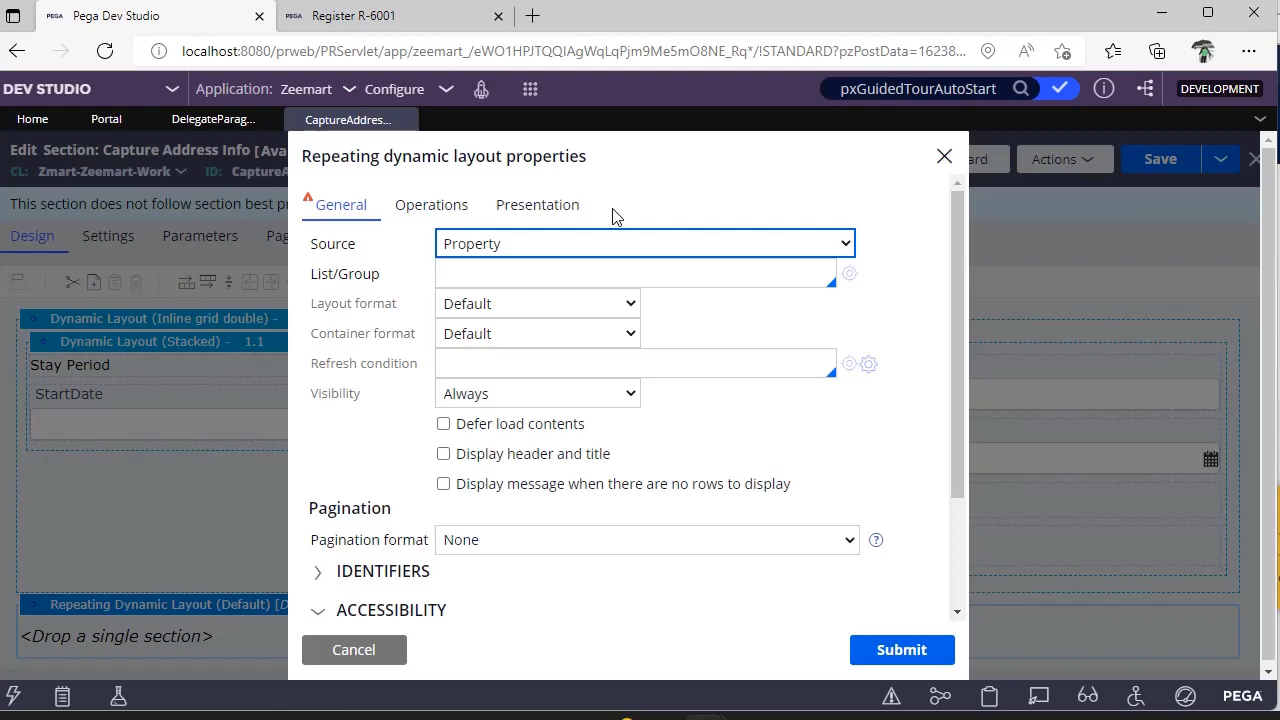 PEGA Pega Dev Studio
PEGA Register R-6001
localhost:8080/prweb/PRServlet/app/zeemart_/eWO1HPJTQQIAgWqLqPjm9Me5mO8NE_Rq*/!STANDARD?pzPostData=16238...
DEV STUDIO Application: Zeemart Configure pxGuidedTourAutoStart DEVELOPMENT
Home Portal DelegateParag... CaptureAddres...
Edit Section: Capture Address Info [Ava
CL: Zmart-Zeemart-Work ID: CaptureA
ard Actions Save
This section does not follow section best pr
Design Settings Parameters Pag
Dynamic Layout (Inline grid double) -
Dynamic Layout (Stacked) - 1.1
Stay Period
StartDate
Repeating Dynamic Layout (Default) [D
<Drop a single section>
Repeating dynamic layout properties
General Operations Presentation
Source Property
List/Group
Layout format Default
Container format Default
Refresh condition
Visibility Always
Defer load contents
Display header and title
Display message when there are no rows to display
Pagination
Pagination format None
IDENTIFIERS
ACCESSIBILITY
Cancel Submit
PEGA